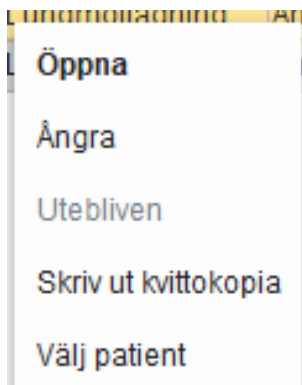 Öppna
Ångra
Utebliven
Skriv ut kvittokopia
Välj patient